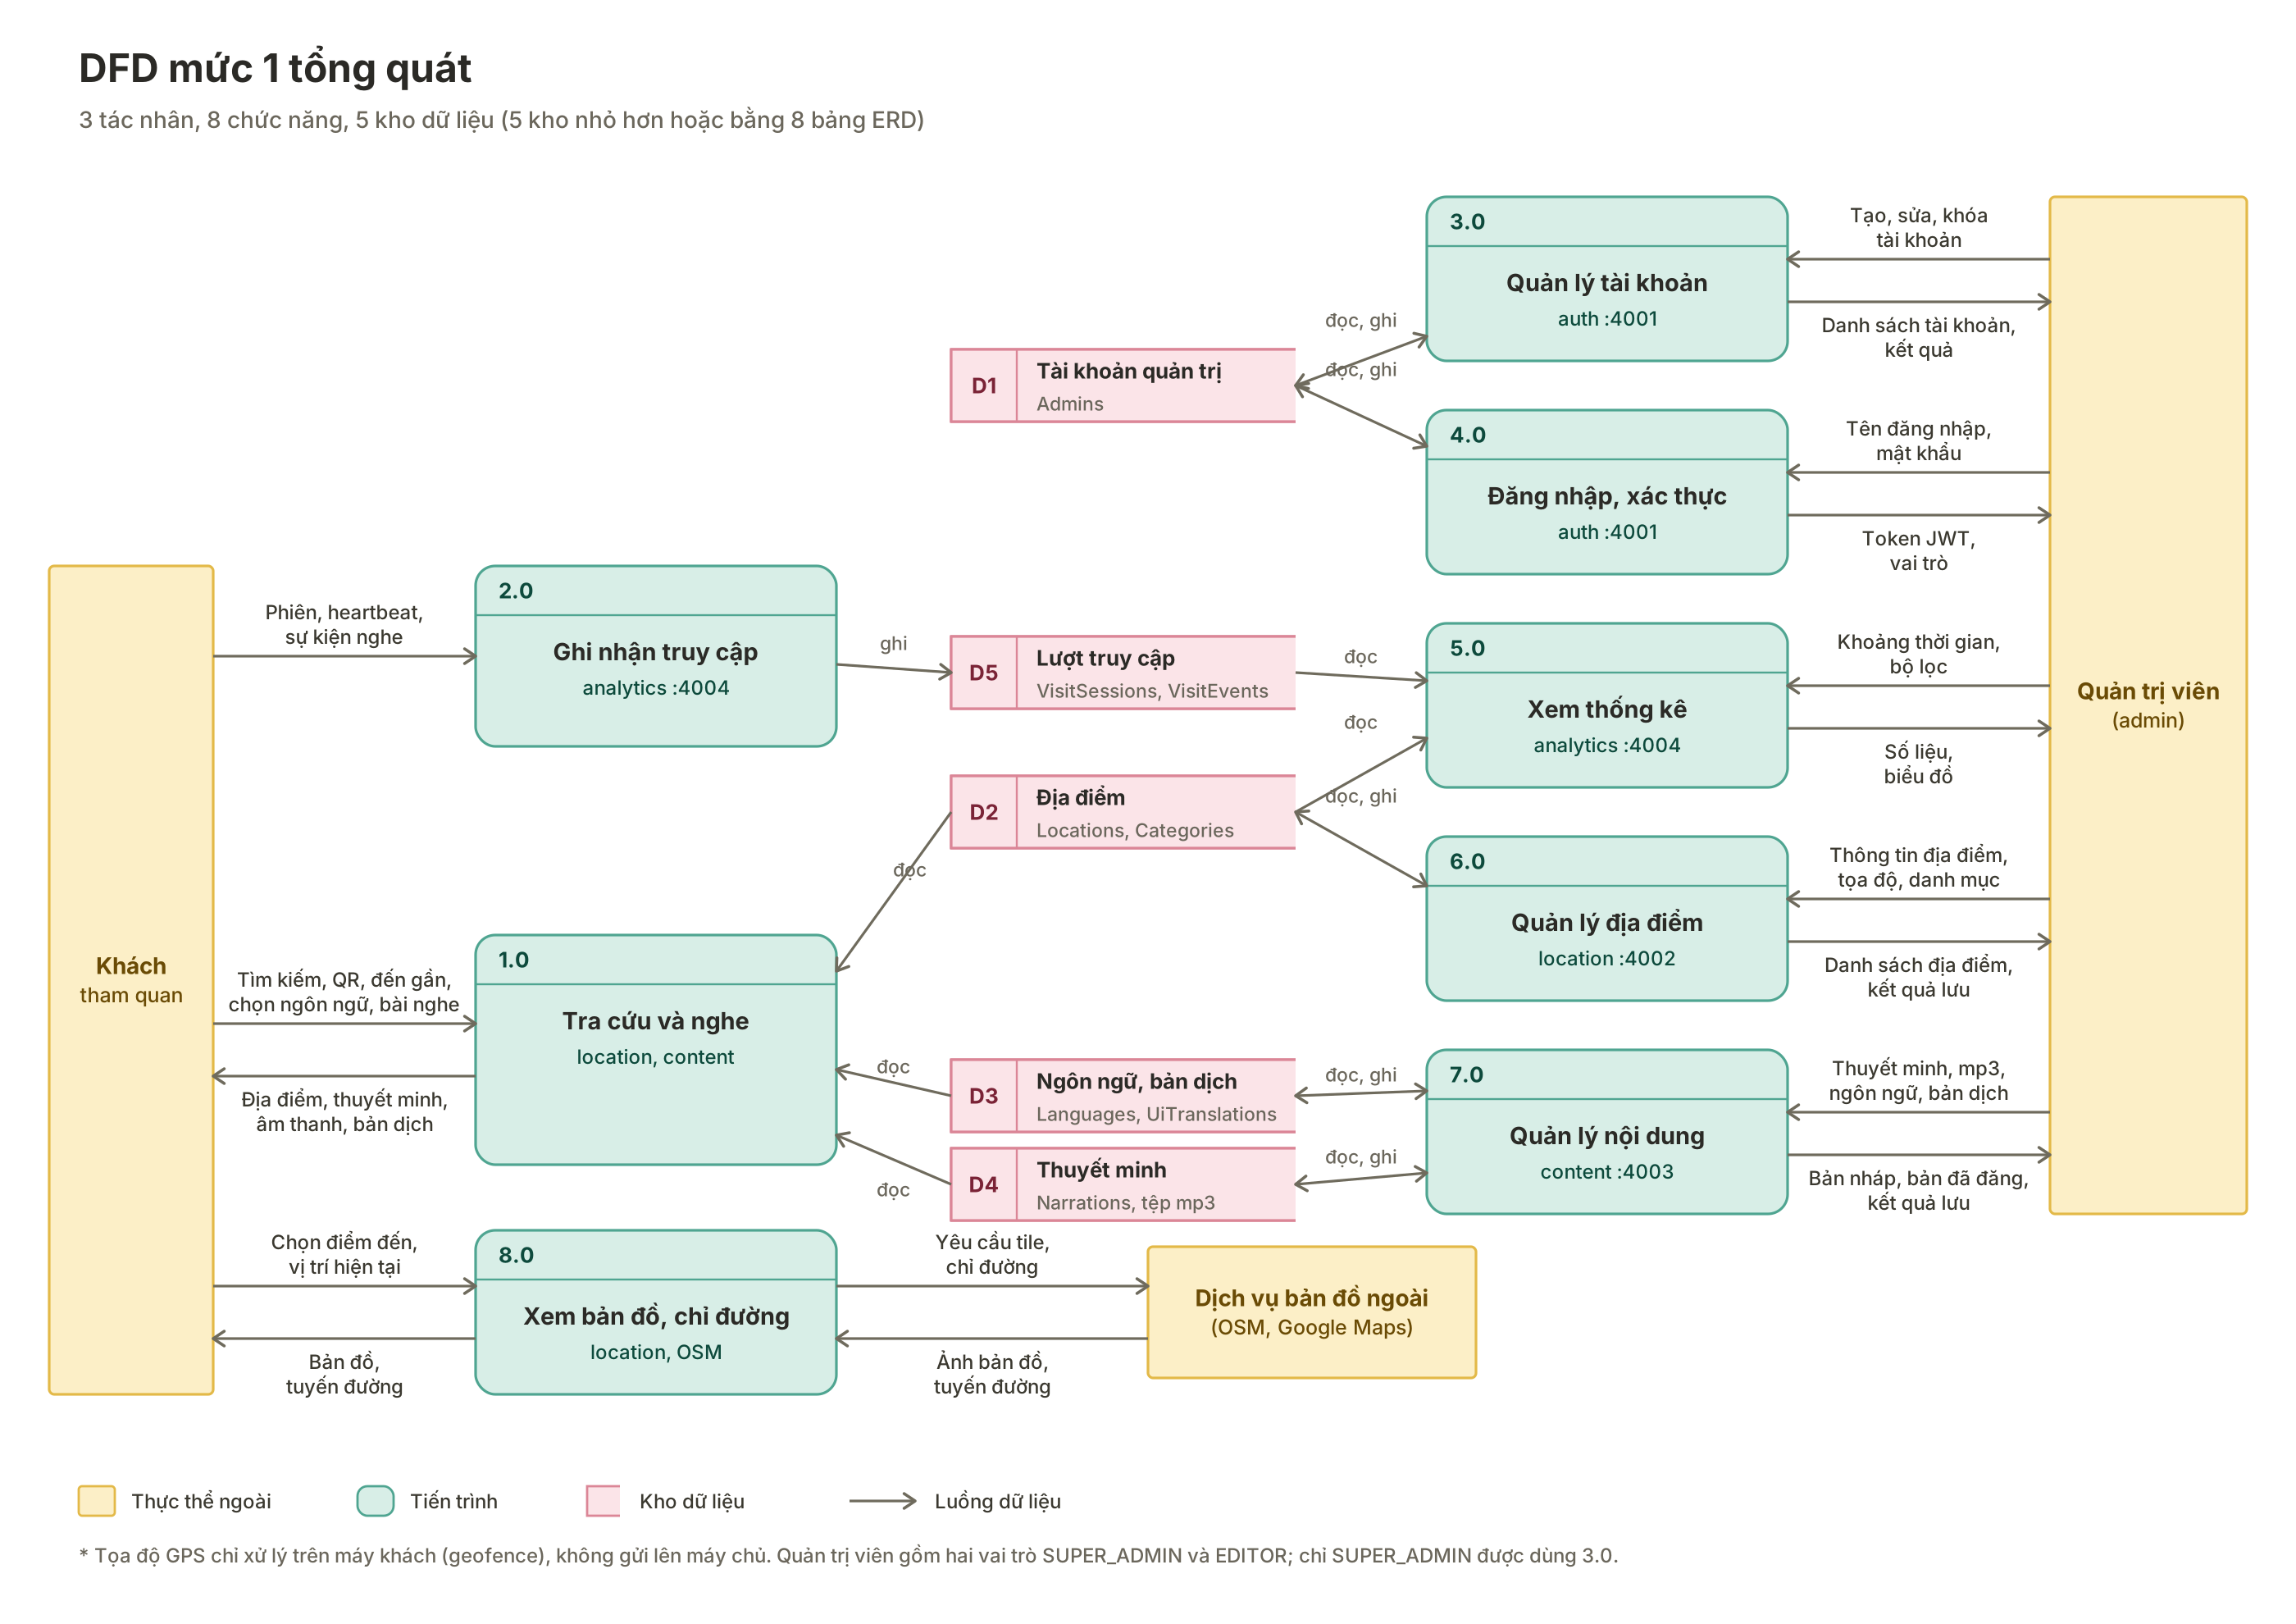 DFD mức 1 tổng quát
3 tác nhân, 8 chức năng, 5 kho dữ liệu (5 kho nhỏ hơn hoặc bằng 8 bảng ERD)
3.0
Quản lý tài khoản
auth :4001
Tạo, sửa, khóa
tài khoản
Danh sách tài khoản,
kết quả
đọc, ghi
đọc, ghi
D1
Tài khoản quản trị
Admins
4.0
Đăng nhập, xác thực
auth :4001
Tên đăng nhập,
mật khẩu
Token JWT,
vai trò
Phiên, heartbeat,
sự kiện nghe
2.0
Ghi nhận truy cập
analytics :4004
ghi
D5
Lượt truy cập
VisitSessions, VisitEvents
đọc
đọc
5.0
Xem thống kê
analytics :4004
Khoảng thời gian,
bộ lọc
Số liệu,
biểu đồ
Quản trị viên
(admin)
D2
Địa điểm
Locations, Categories
đọc, ghi
đọc
6.0
Quản lý địa điểm
location :4002
Thông tin địa điểm,
tọa độ, danh mục
Danh sách địa điểm,
kết quả lưu
Khách
tham quan
Tìm kiếm, QR, đến gần,
chọn ngôn ngữ, bài nghe
Địa điểm, thuyết minh,
âm thanh, bản dịch
1.0
Tra cứu và nghe
location, content
đọc
D3
Ngôn ngữ, bản dịch
Languages, UiTranslations
đọc, ghi
đọc
D4
Thuyết minh
Narrations, tệp mp3
đọc, ghi
7.0
Quản lý nội dung
content :4003
Thuyết minh, mp3,
ngôn ngữ, bản dịch
Bản nháp, bản đã đăng,
kết quả lưu
Chọn điểm đến,
vị trí hiện tại
Bản đồ,
tuyến đường
8.0
Xem bản đồ, chỉ đường
location, OSM
Yêu cầu tile,
chỉ đường
Ảnh bản đồ,
tuyến đường
Dịch vụ bản đồ ngoài
(OSM, Google Maps)
Thực thể ngoài
Tiến trình
Kho dữ liệu
Luồng dữ liệu
* Tọa độ GPS chỉ xử lý trên máy khách (geofence), không gửi lên máy chủ. Quản trị viên gồm hai vai trò SUPER_ADMIN và EDITOR; chỉ SUPER_ADMIN được dùng 3.0.